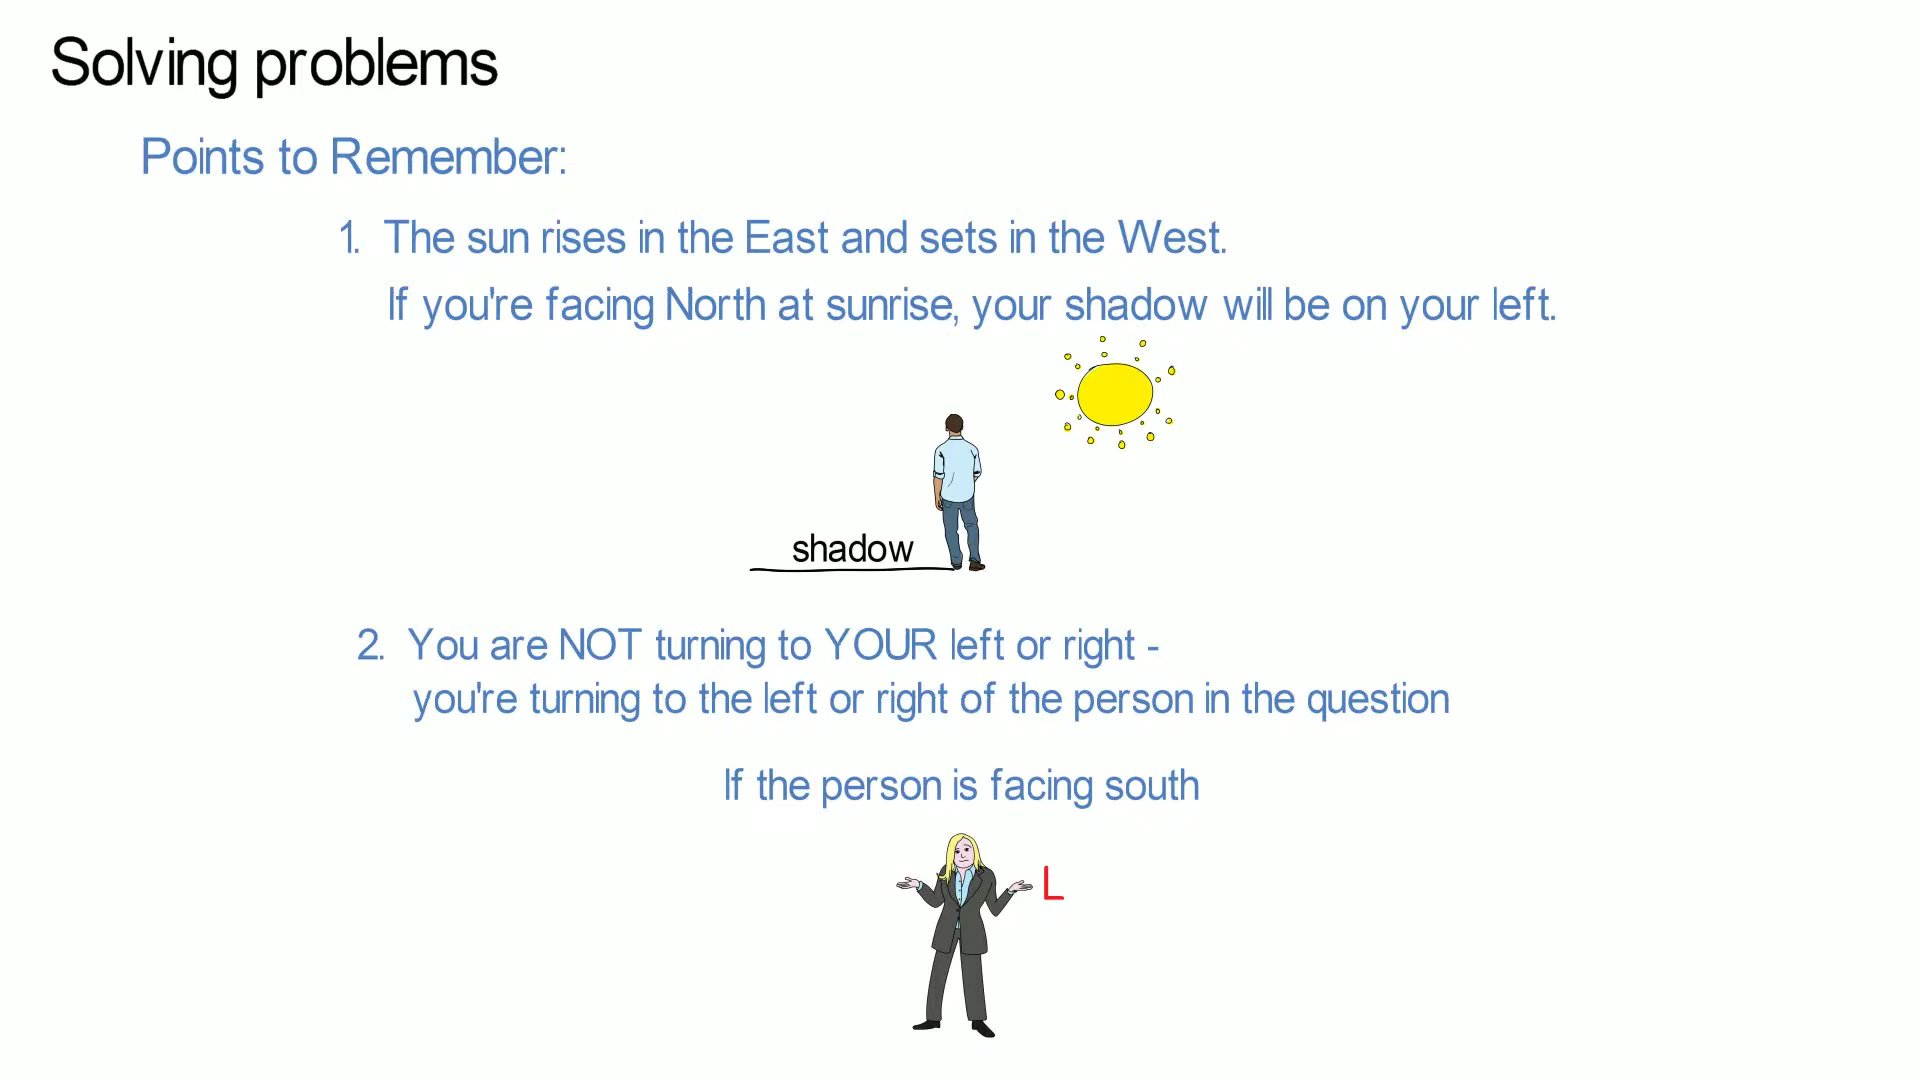 Solving problems
Points to Remember:
1. The sun rises in the East and sets in the West.
If you're facing North at sunrise, your shadow will be on your left.
shadow
2. You are NOT turning to YOUR left or right -
you're turning to the left or right of the person in the question
If the person is facing south
L